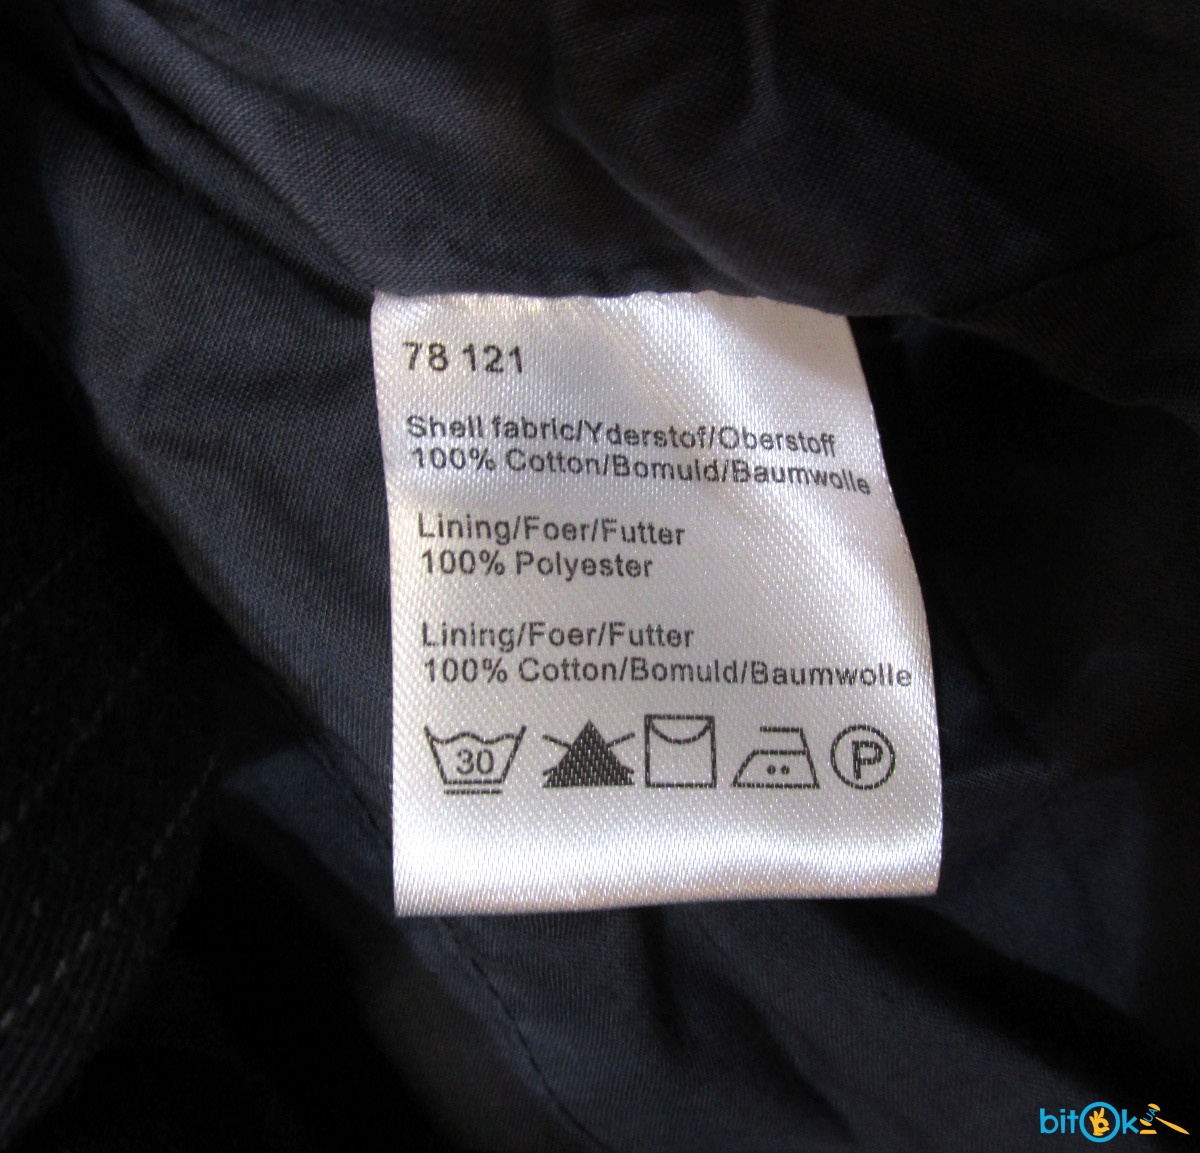 78 121
Shell fabric/Yderstof/Oberstoff
100% Cotton/Bomuld/Baumwolle
Lining/Foer/Futter
100% Polyester
Lining/Foer/Futter
100% Cotton/Bomuld/Baumwolle
30 P
bitOk UA